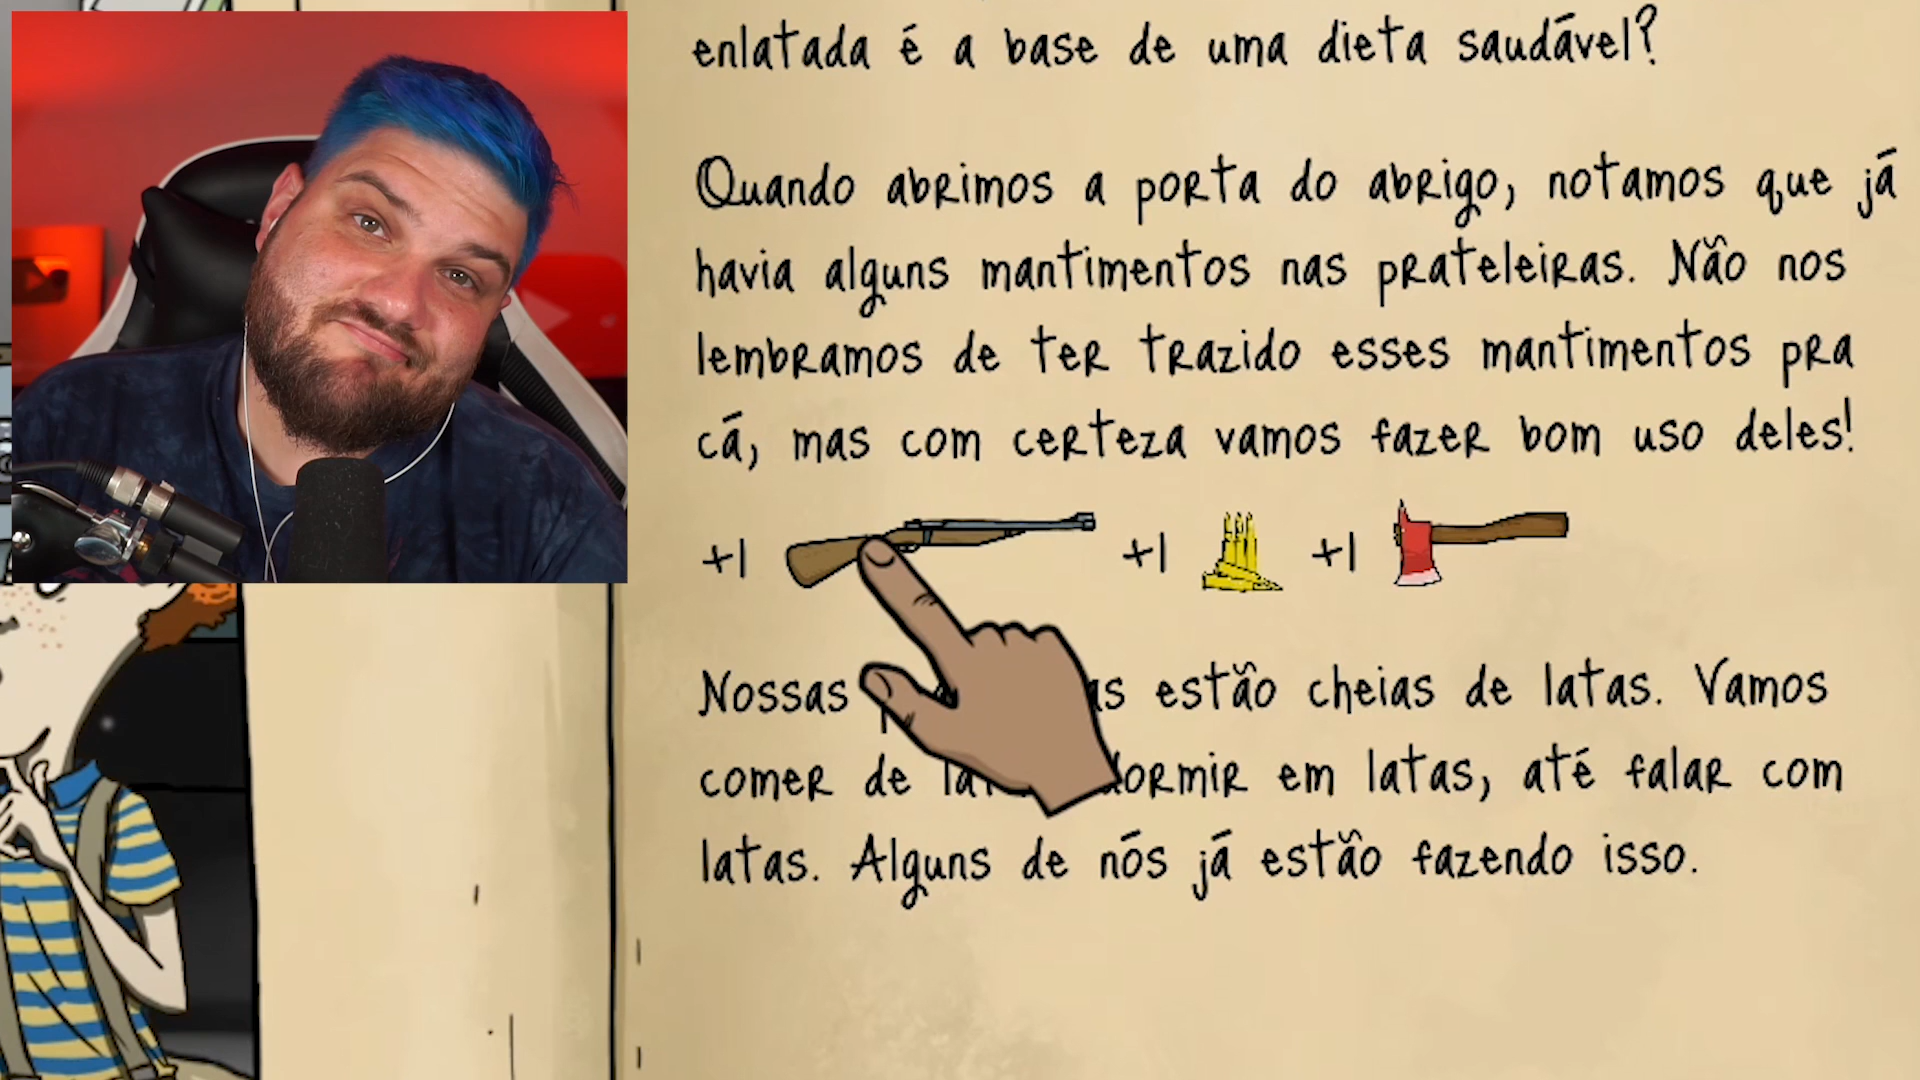 enlatada é a base de uma dieta saudável?
Quando abrimos a porta do abrigo, notamos que já
havia alguns mantimentos nas prateleiras. Não nos
lembramos de ter trazido esses mantimentos pra
cá, mas com certeza vamos fazer bom uso deles!
+1 +1 +1
Nossas estão cheias de latas. Vamos
comer de dormir em latas, até falar com
latas. Alguns de nós já estão fazendo isso.